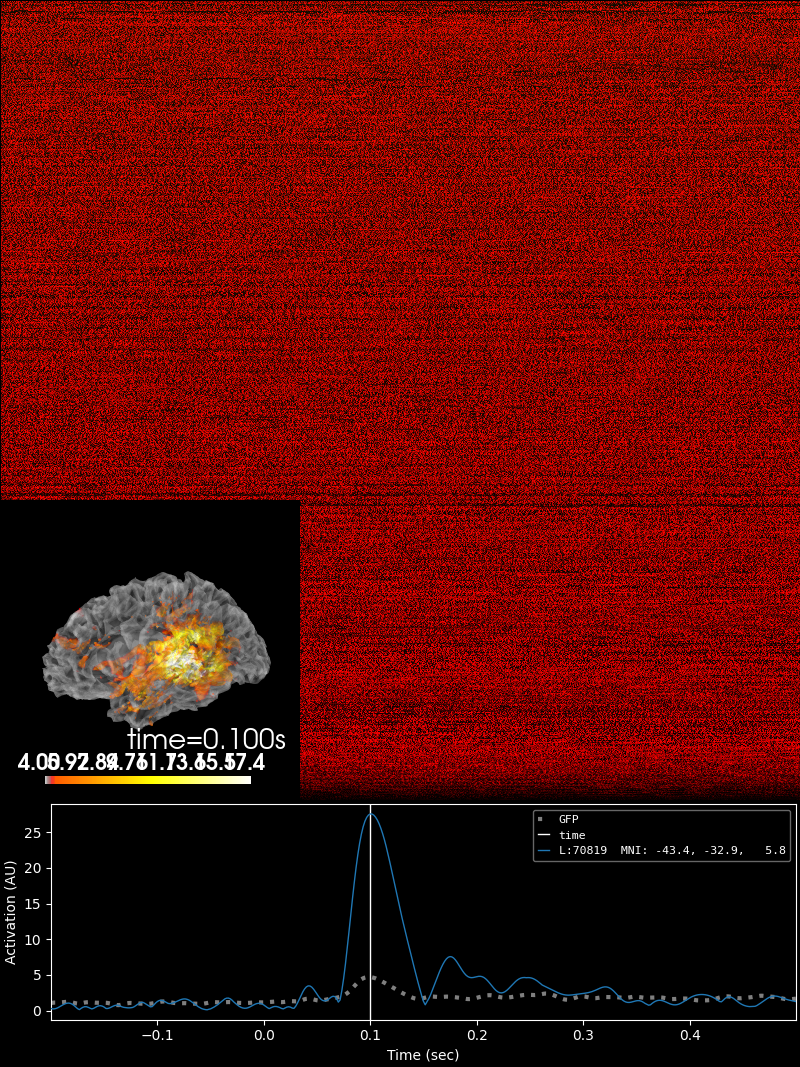 time=0.100s
25
20
15
10
5
0
Activation (AU)
GFP
time
L:70819 MNI: -43.4, -32.9, 5.8
−0.1 0.0 0.1 0.2 0.3 0.4
Time (sec)